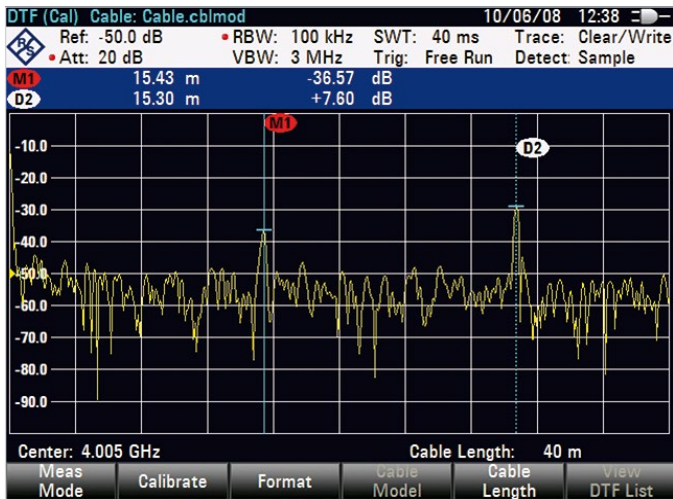 DTF (Cal) Cable: Cable.cblmod 10/06/08 12:38
R S Ref: -50.0 dB RBW: 100 kHz SWT: 40 ms Trace: Clear/Write
Att: 20 dB VBW: 3 MHz Trig: Free Run Detect: Sample
M1 15.43 m -36.57 dB
D2 15.30 m +7.60 dB
M1
D2
-10.0
-20.0
-30.0
-40.0
-50.0
-60.0
-70.0
-80.0
-90.0
Center: 4.005 GHz Cable Length: 40 m
Meas Mode Calibrate Format Cable Model Cable Length View DTF List